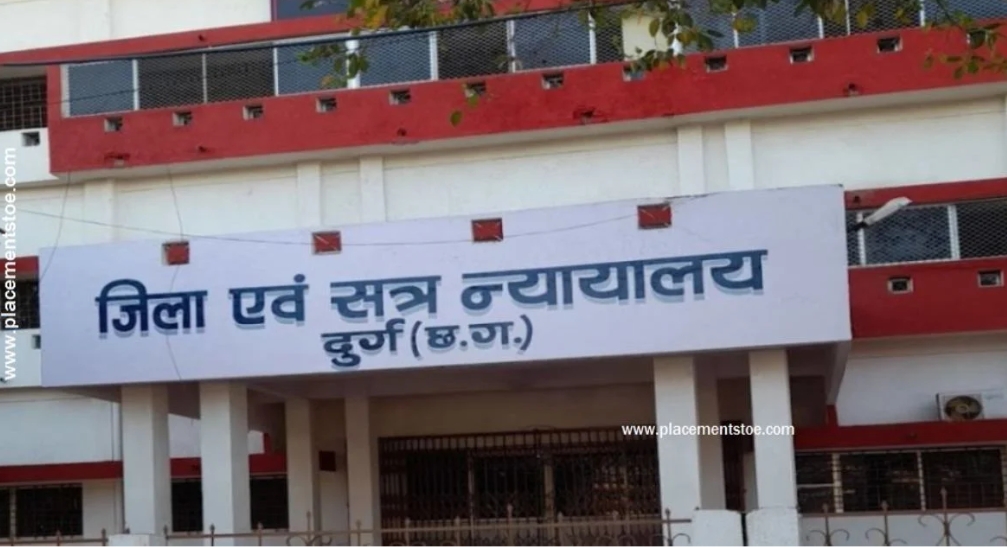 जिला एवं सत्र न्यायालय
दुर्ग (छ.ग.)
www.placementstoe.com
www.placementstoe.com